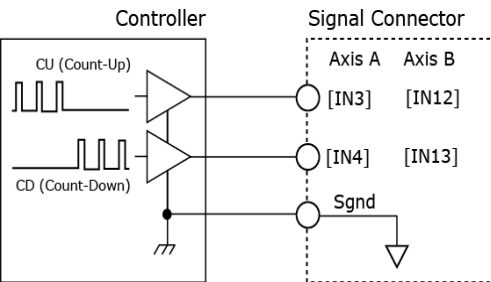 Controller Signal Connector
Axis A Axis B
CU (Count-Up)
[IN3] [IN12]
[IN4] [IN13]
CD (Count-Down)
Sgnd